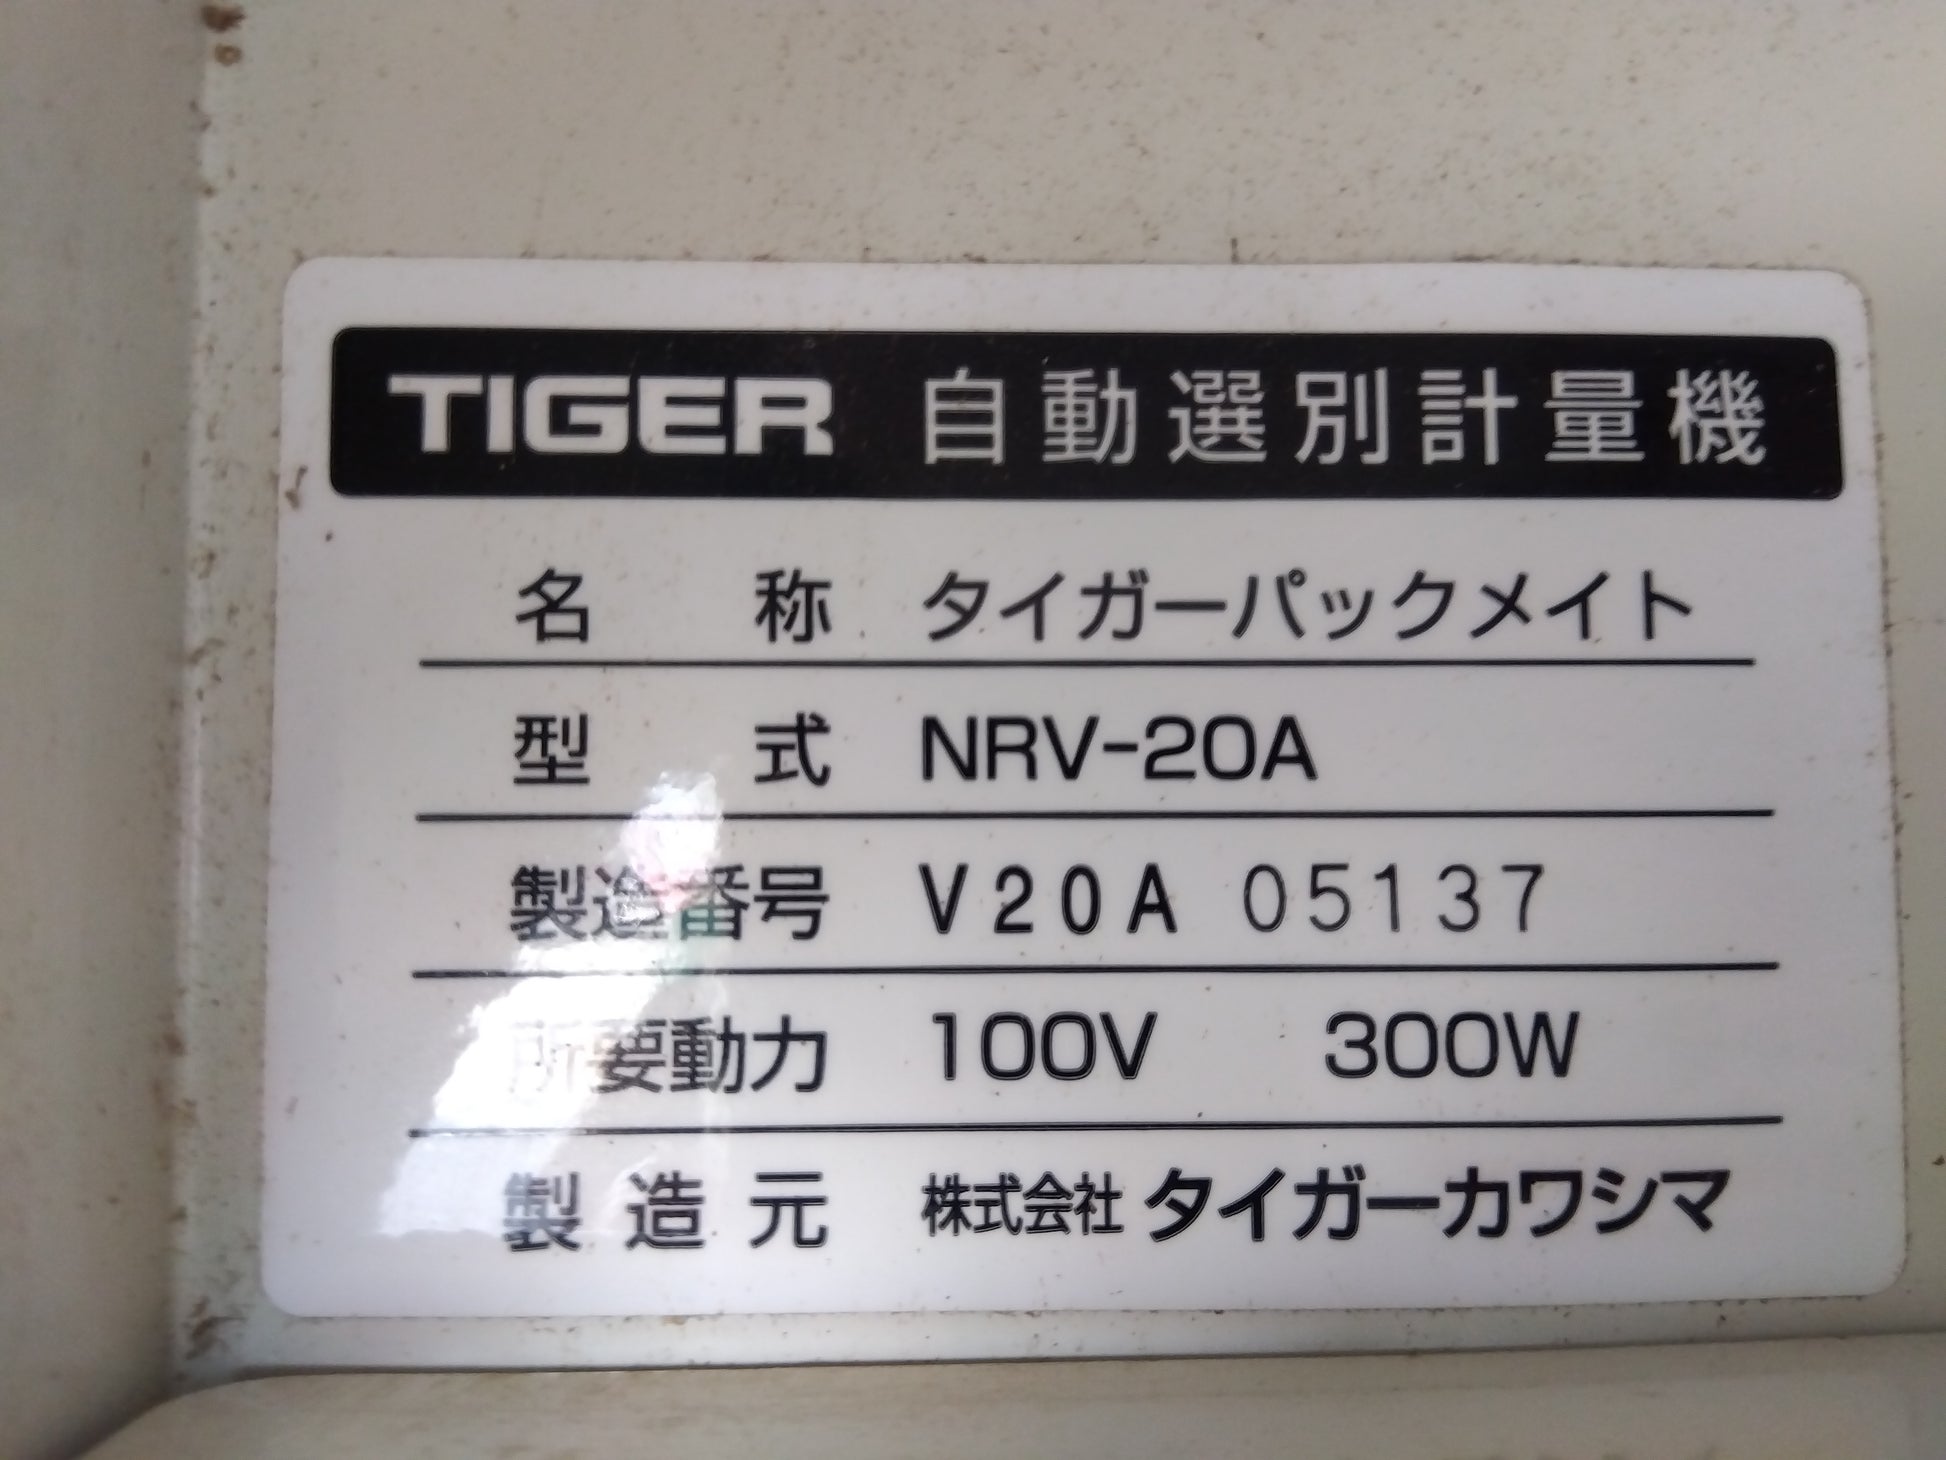 TIGER 自動選別計量機
名称 タイガーパックメイト
型式 NRV-20A
製造番号 V20A 05137
所要動力 100V 300W
製造元 株式会社 タイガーカワシマ